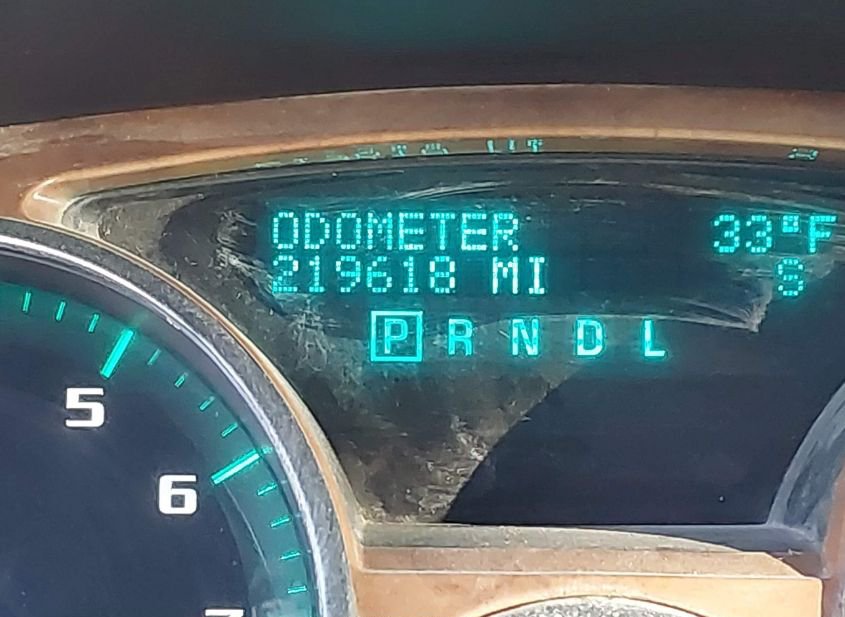 ODOMETER 33°F
219618 MI S
P R N D L
5
6